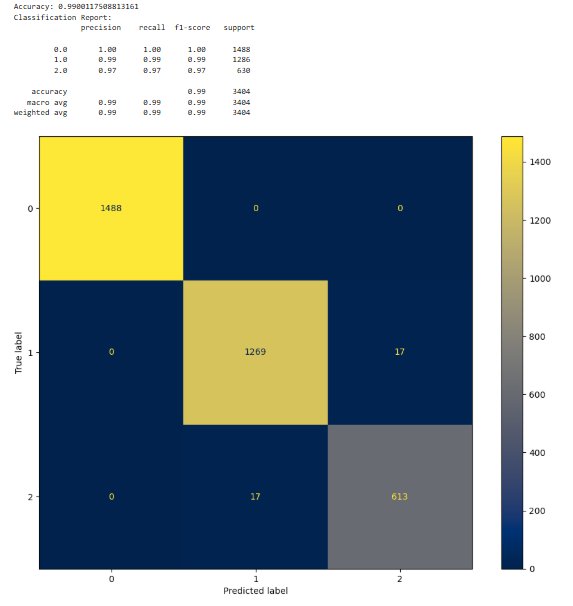 Accuracy: 0.9900117508813161
Classification Report:
precision recall f1-score support
0.0 1.00 1.00 1.00 1488
1.0 0.99 0.99 0.99 1286
2.0 0.97 0.97 0.97 630
accuracy 0.99 3404
macro avg 0.99 0.99 0.99 3404
weighted avg 0.99 0.99 0.99 3404
1400
0 1488 0 0
1200
1000
True label
1 0 1269 17
800
600
400
2 0 17 613
200
0
0 1 2
Predicted label